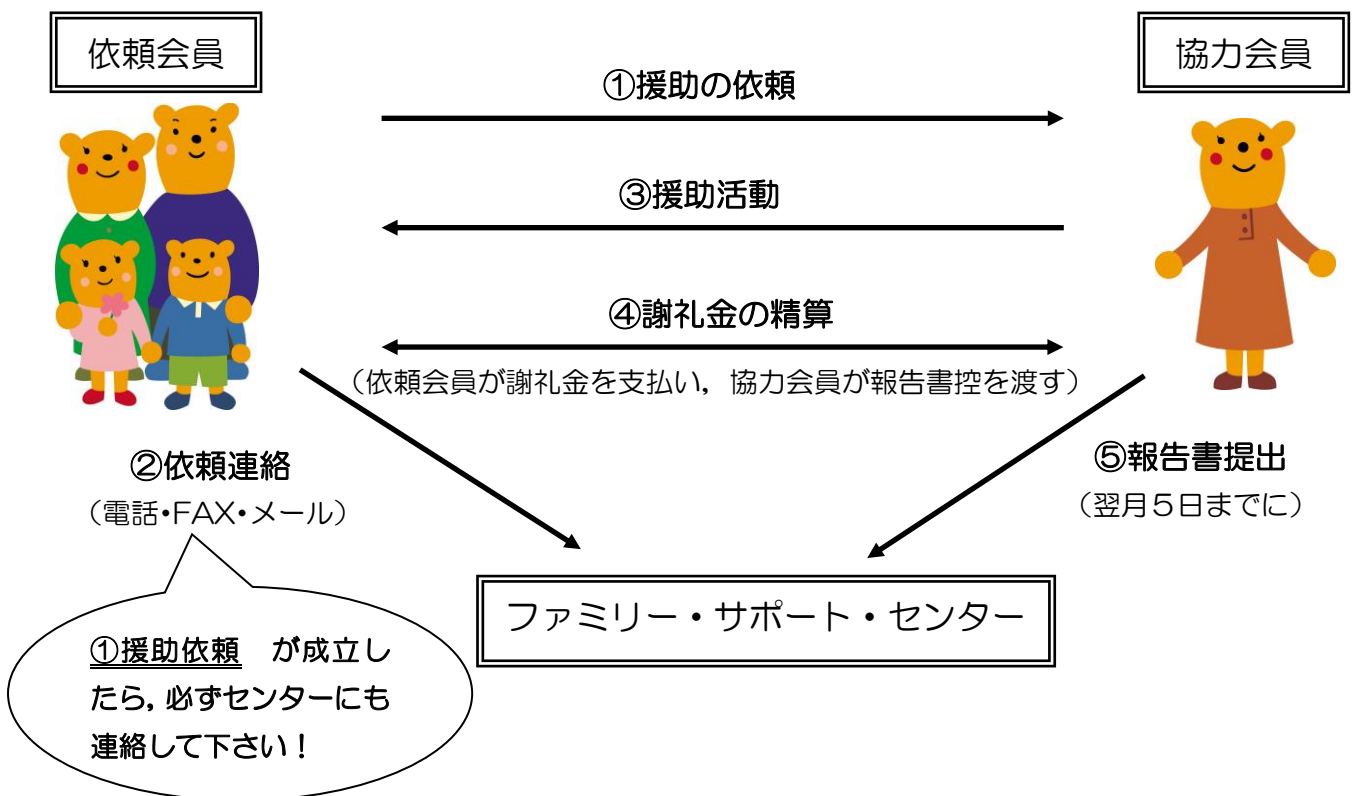 依頼会員
協力会員
①援助の依頼
③援助活動
④謝礼金の精算
（依頼会員が謝礼金を支払い，協力会員が報告書控を渡す）
②依頼連絡
（電話・FAX・メール）
⑤報告書提出
（翌月５日までに）
ファミリー・サポート・センター
①援助依頼　が成立し
たら，必ずセンターにも
連絡して下さい！